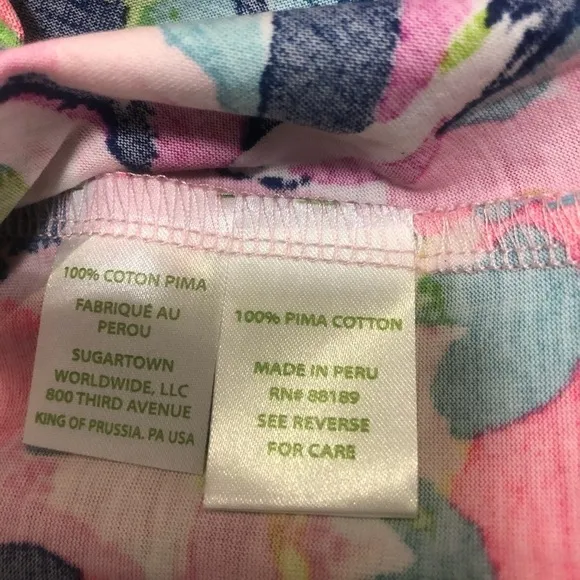 100% COTON PIMA
FABRIQUÉ AU
PEROU
SUGARTOWN
WORLDWIDE, LLC
800 THIRD AVENUE
KING OF PRUSSIA. PA USA
100% PIMA COTTON
MADE IN PERU
RN# 88189
SEE REVERSE
FOR CARE